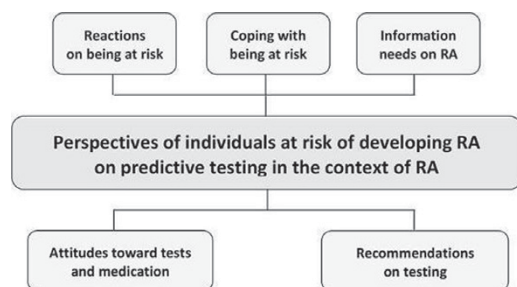 Reactions
on being at risk
Coping with
being at risk
Information
needs on RA
Perspectives of individuals at risk of developing RA
on predictive testing in the context of RA
Attitudes toward tests
and medication
Recommendations
on testing